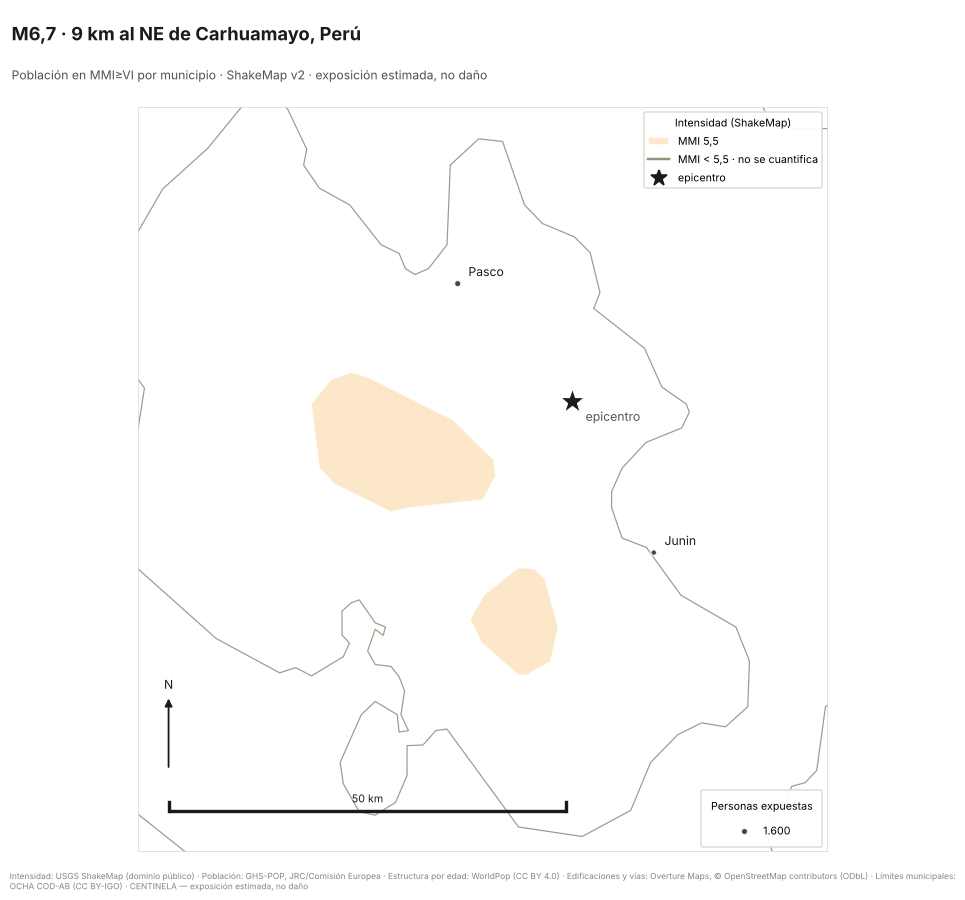 M6,7 · 9 km al NE de Carhuamayo, Perú
Población en MMI≥VI por municipio · ShakeMap v2 · exposición estimada, no daño
Intensidad (ShakeMap)
MMI 5,5
MMI < 5,5 · no se cuantifica
epicentro
Pasco
epicentro
Junin
N
50 km
Personas expuestas
1.600
Intensidad: USGS ShakeMap (dominio público) · Población: GHS-POP, JRC/Comisión Europea · Estructura por edad: WorldPop (CC BY 4.0) · Edificaciones y vías: Overture Maps, © OpenStreetMap contributors (ODbL) · Límites municipales:
OCHA COD-AB (CC BY-IGO) · CENTINELA — exposición estimada, no daño